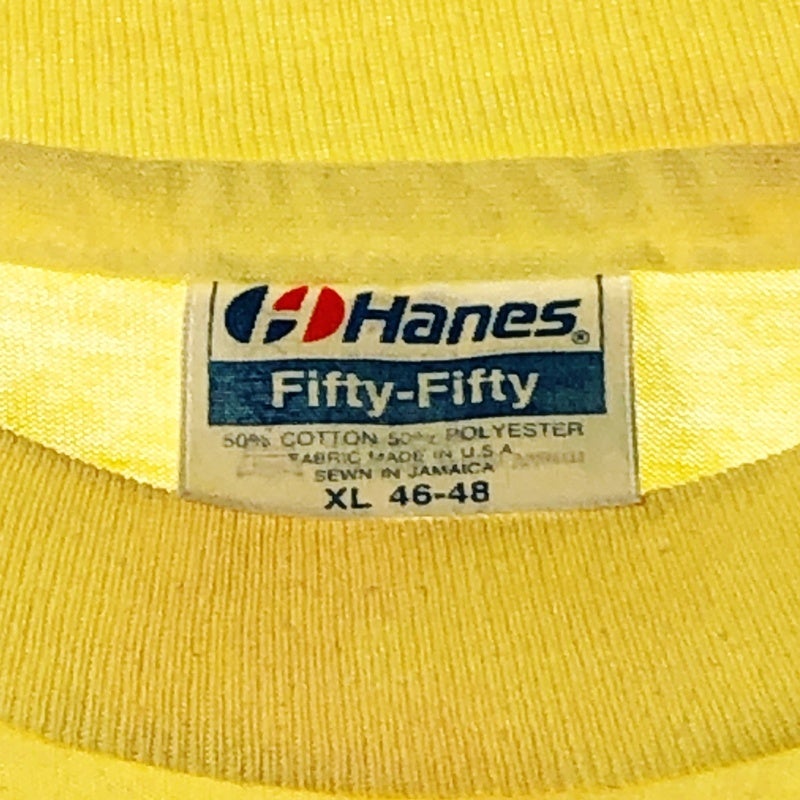 Hanes®
Fifty-Fifty
50% COTTON 50% POLYESTER
FABRIC MADE IN U.S.A.
SEWN IN JAMAICA
XL 46-48